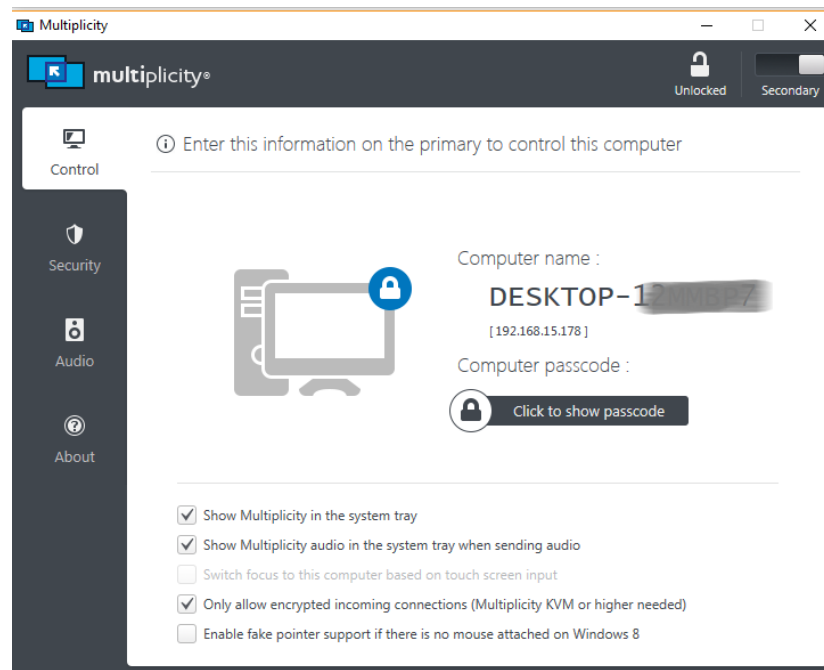 Multiplicity
multiplicity®
Unlocked
Secondary
Control
Security
Audio
About
Enter this information on the primary to control this computer
Computer name :
DESKTOP-1
[ 192.168.15.178 ]
Computer passcode :
Click to show passcode
Show Multiplicity in the system tray
Show Multiplicity audio in the system tray when sending audio
Switch focus to this computer based on touch screen input
Only allow encrypted incoming connections (Multiplicity KVM or higher needed)
Enable fake pointer support if there is no mouse attached on Windows 8